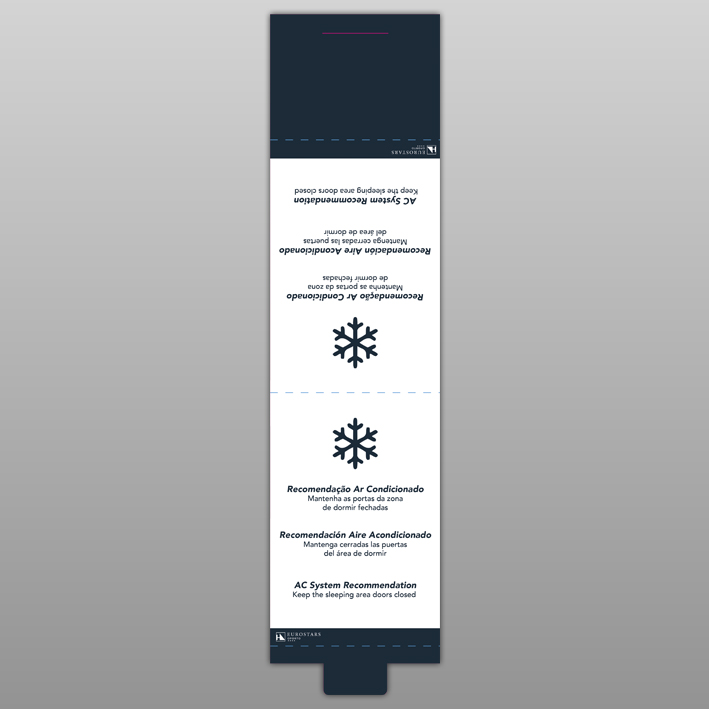 EUROSTARS
Keep the sleeping area doors closed
AC System Recommendation
del área de dormir
Mantenga cerradas las puertas
Recomendación Aire Acondicionado
de dormir fechadas
Mantenha as portas da zona
Recomendação Ar Condicionado
Recomendação Ar Condicionado
Mantenha as portas da zona
de dormir fechadas
Recomendación Aire Acondicionado
Mantenga cerradas las puertas
del área de dormir
AC System Recommendation
Keep the sleeping area doors closed
EUROSTARS